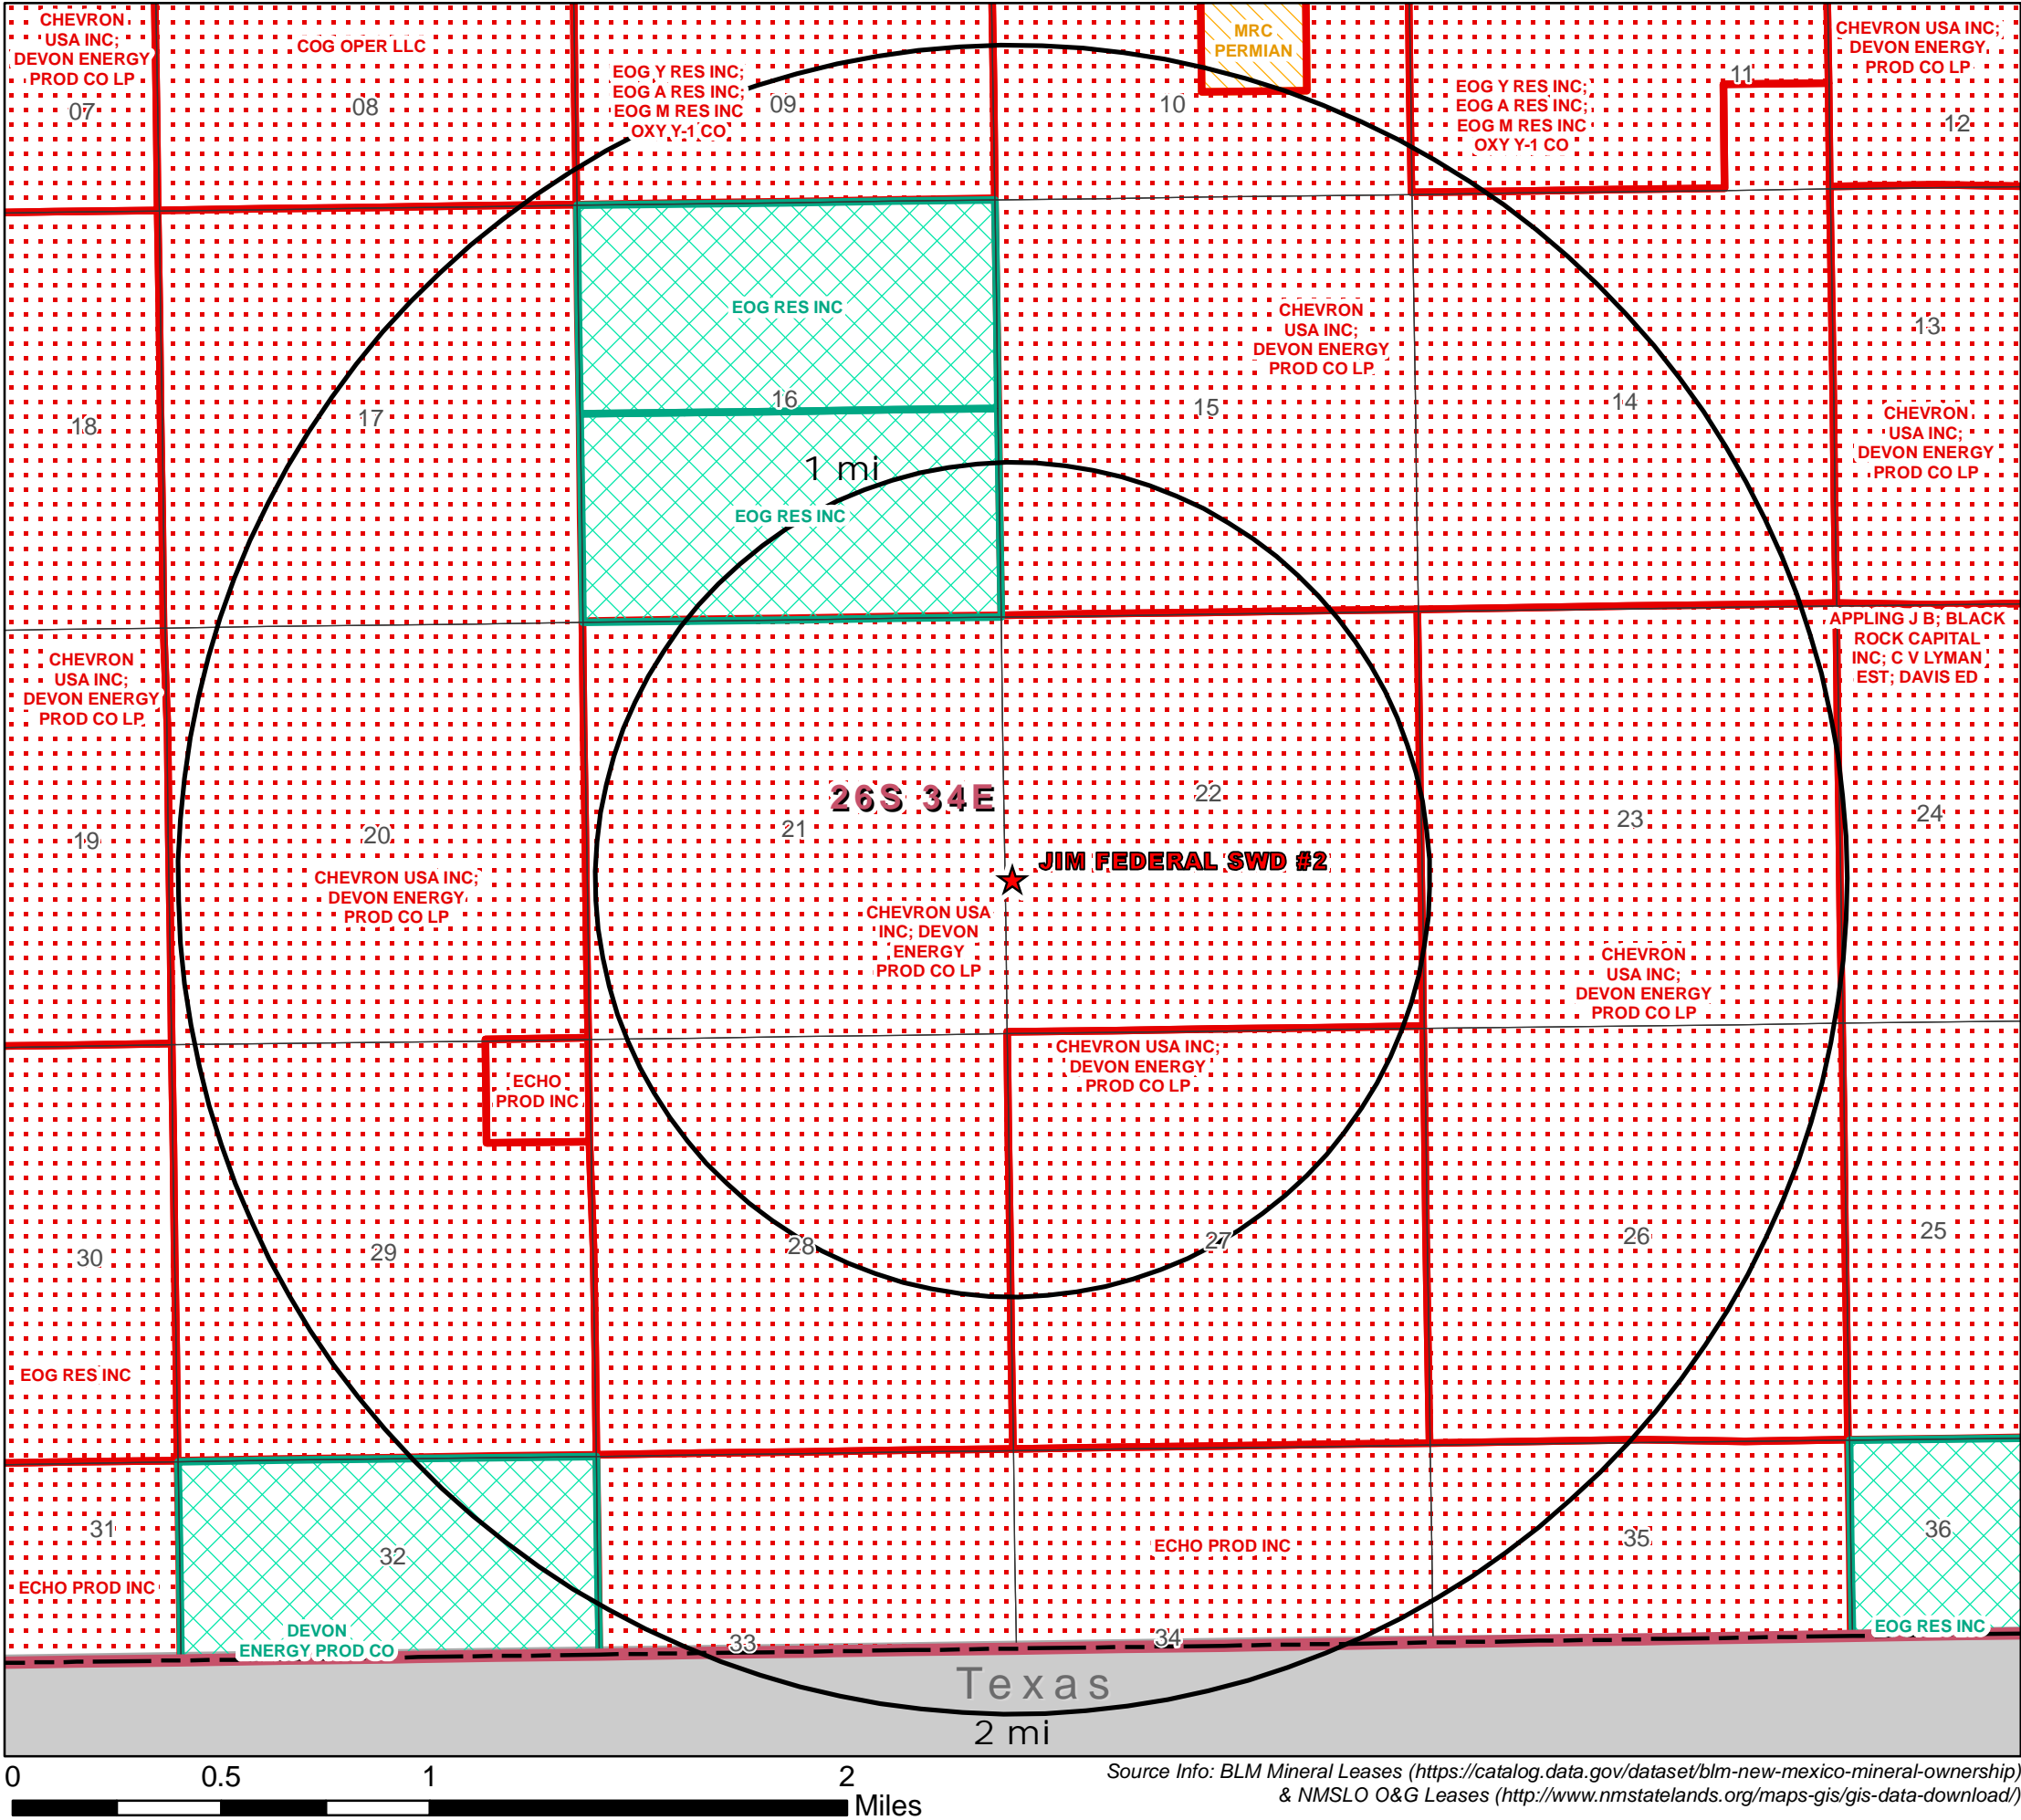 CHEVRON
USA INC;
DEVON ENERGY
PROD CO LP
07
COG OPER LLC
08
EOG Y RES INC;
EOG A RES INC;
EOG M RES INC
OXY Y-1 CO
09
10
MRC
PERMIAN
EOG Y RES INC;
EOG A RES INC;
EOG M RES INC
OXY Y-1 CO
11
CHEVRON USA INC;
DEVON ENERGY
PROD CO LP
12
18
17
EOG RES INC
16
1 mi
EOG RES INC
CHEVRON
USA INC;
DEVON ENERGY
PROD CO LP
15
14
13
CHEVRON
USA INC;
DEVON ENERGY
PROD CO LP
CHEVRON
USA INC;
DEVON ENERGY
PROD CO LP
19
20
CHEVRON USA INC;
DEVON ENERGY
PROD CO LP
26S 34E
21
22
JIM FEDERAL SWD #2
CHEVRON USA
INC; DEVON
ENERGY
PROD CO LP
23
CHEVRON
USA INC;
DEVON ENERGY
PROD CO LP
APPLING J B; BLACK
ROCK CAPITAL
INC; C V LYMAN
EST; DAVIS ED
24
ECHO
PROD INC
CHEVRON USA INC;
DEVON ENERGY
PROD CO LP
30
29
28
27
26
25
EOG RES INC
31
ECHO PROD INC
32
DEVON
ENERGY PROD CO
33
34
ECHO PROD INC
35
36
EOG RES INC
Texas
2 mi
0 0.5 1 2
Miles
Source Info: BLM Mineral Leases (https://catalog.data.gov/dataset/blm-new-mexico-mineral-ownership)
& NMSLO O&G Leases (http://www.nmstatelands.org/maps-gis/gis-data-download/)